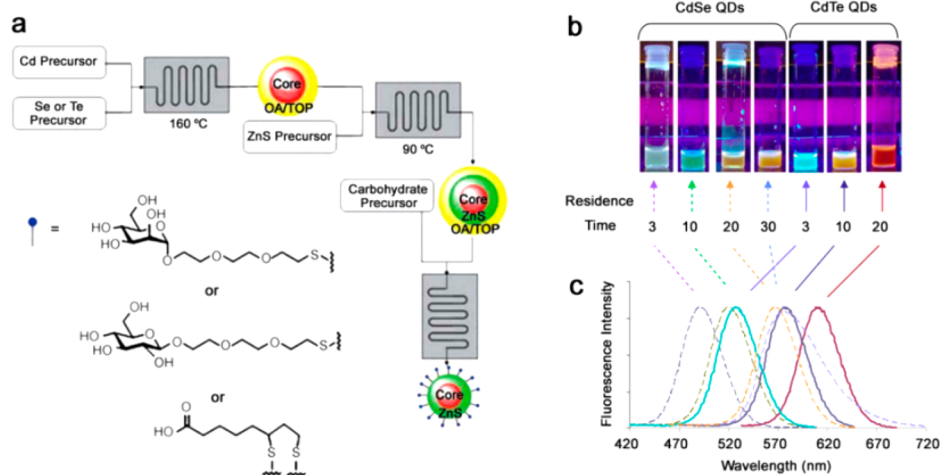 a
Cd Precursor
Se or Te
Precursor
160 ºC
Core
OA/TOP
ZnS Precursor
90 ºC
Carbohydrate
Precursor
Core
ZnS
OA/TOP
Core
ZnS
=
HO
OH
OH
HO
HO
O
O
O
O
S
or
OH
HO
HO
O
OH
O
O
O
S
or
O
HO
S
S
b
CdSe QDs
CdTe QDs
Residence
Time
3
10
20
30
3
10
20
c
Fluorescence Intensity
420
470
520
570
620
670
720
Wavelength (nm)